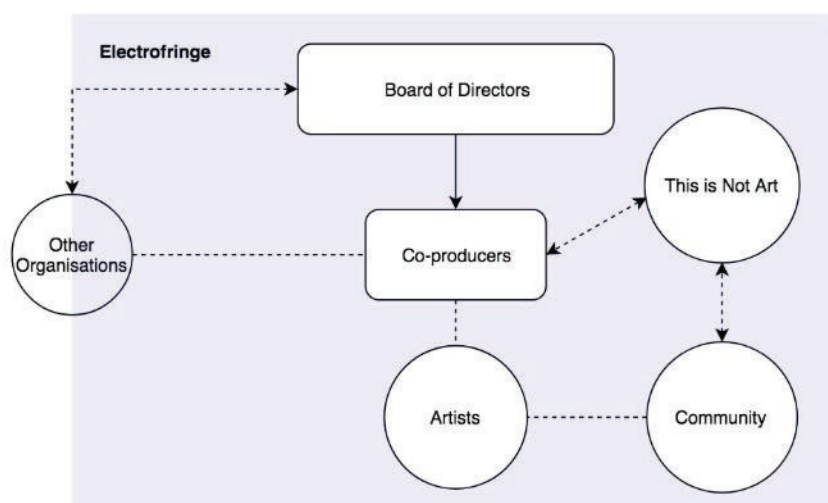 Electrofringe
Board of Directors
This is Not Art
Other
Organisations
Co-producers
Artists
Community